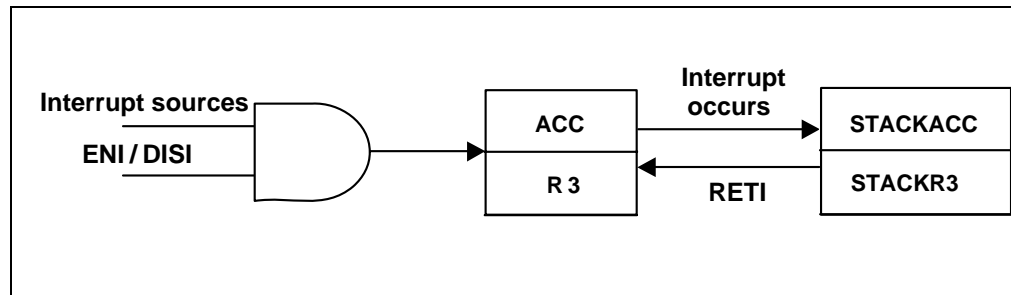 Interrupt sources
ENI / DISI
ACC
R 3
Interrupt
occurs
RETI
STACKACC
STACKR3